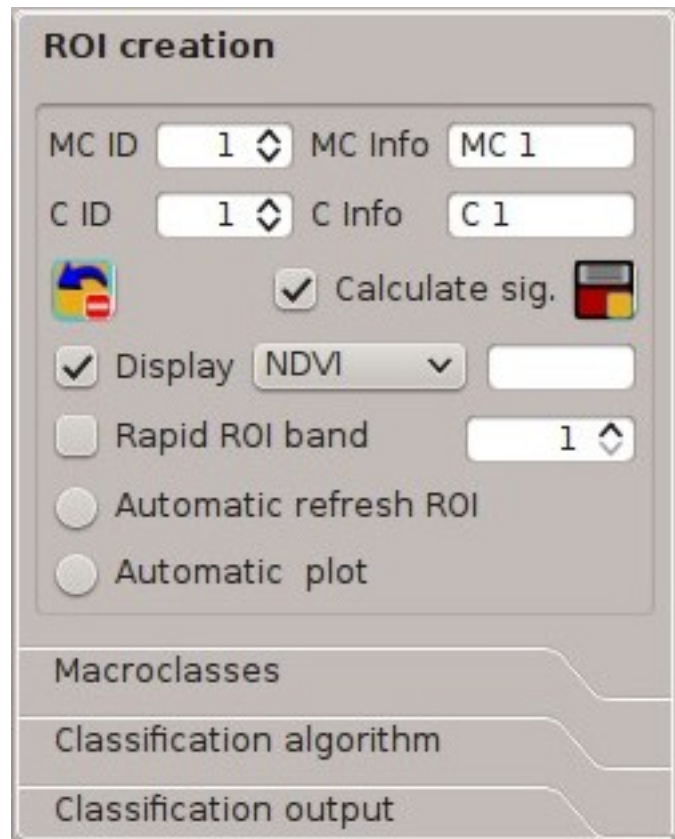 ROI creation
MC ID 1 MC Info MC 1
C ID 1 C Info C 1
Calculate sig.
Display NDVI
Rapid ROI band 1
Automatic refresh ROI
Automatic plot
Macroclasses
Classification algorithm
Classification output